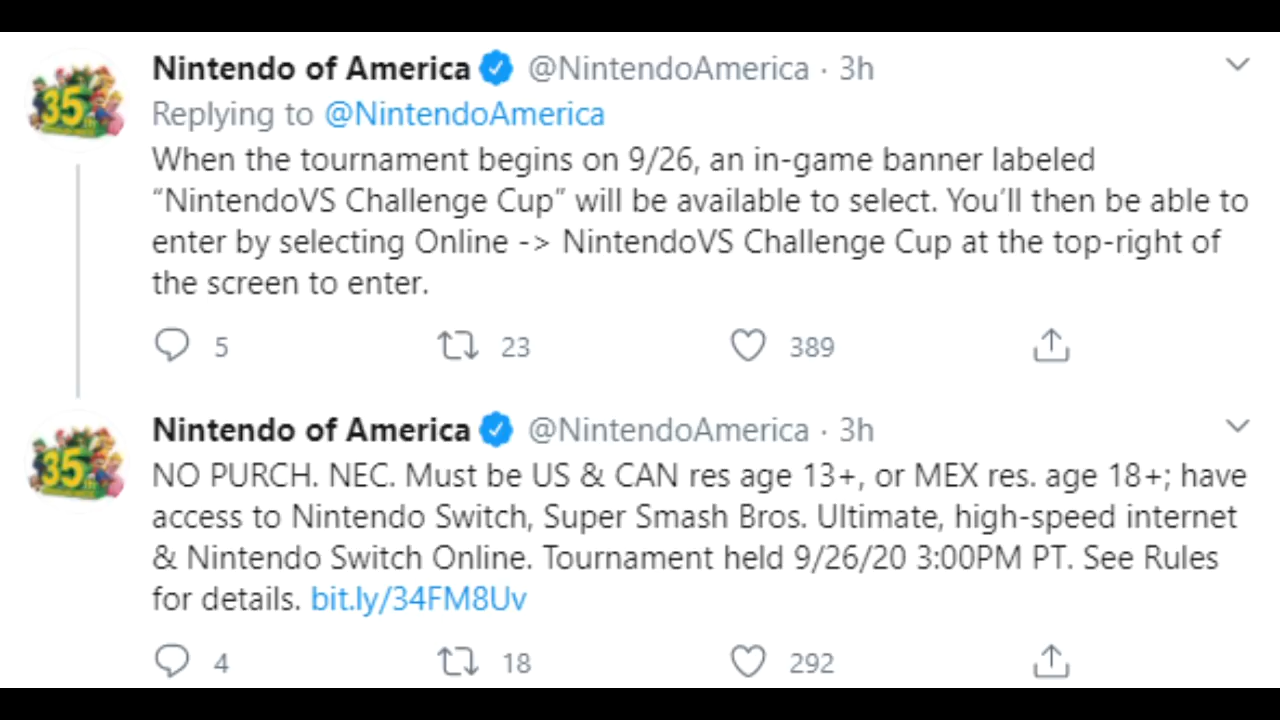 Nintendo of America @NintendoAmerica · 3h
Replying to @NintendoAmerica
When the tournament begins on 9/26, an in-game banner labeled
“NintendoVS Challenge Cup” will be available to select. You’ll then be able to
enter by selecting Online -> NintendoVS Challenge Cup at the top-right of
the screen to enter.
5 23 389
35
Nintendo of America @NintendoAmerica · 3h
NO PURCH. NEC. Must be US & CAN res age 13+, or MEX res. age 18+; have
access to Nintendo Switch, Super Smash Bros. Ultimate, high-speed internet
& Nintendo Switch Online. Tournament held 9/26/20 3:00PM PT. See Rules
for details. bit.ly/34FM8Uv
4 18 292
35